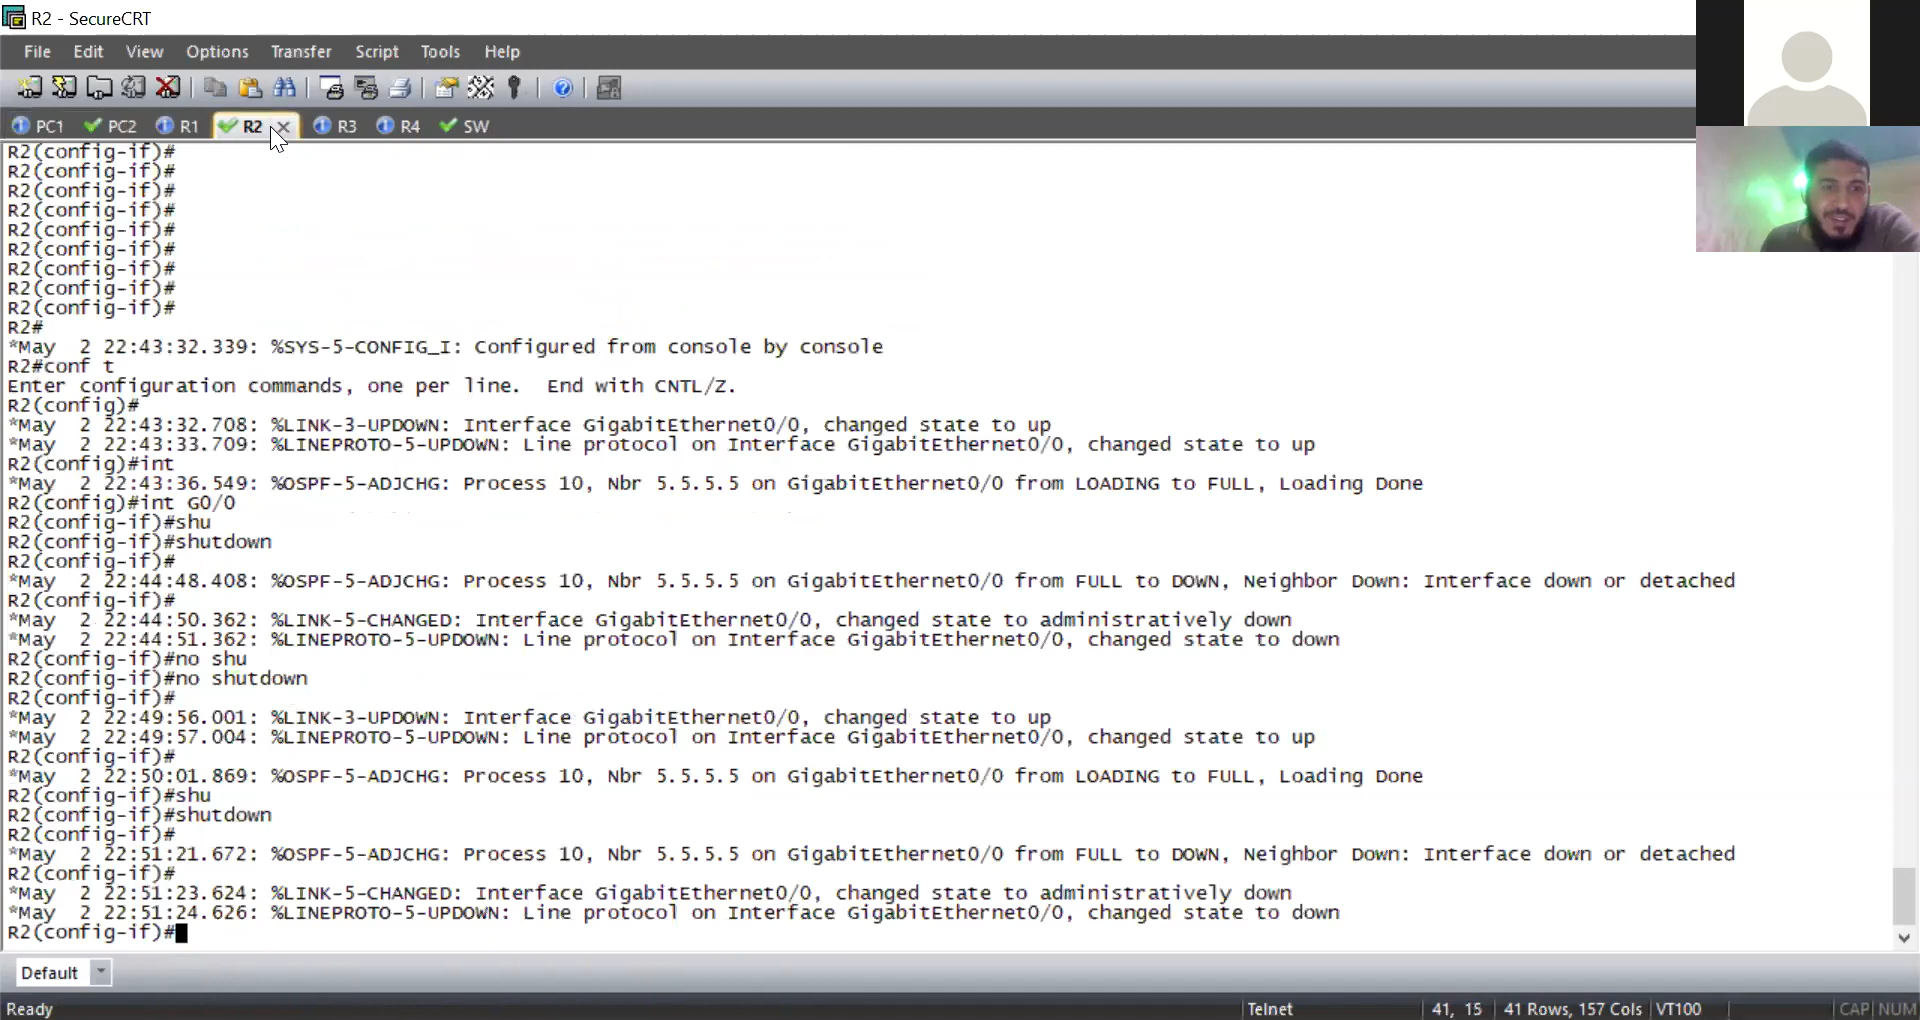 R2 - SecureCRT
File Edit View Options Transfer Script Tools Help
PC1 PC2 R1 R2 R3 R4 SW
R2(config-if)#
R2(config-if)#
R2(config-if)#
R2(config-if)#
R2(config-if)#
R2(config-if)#
R2(config-if)#
R2(config-if)#
R2(config-if)#
R2#
*May  2 22:43:32.339: %SYS-5-CONFIG_I: Configured from console by console
R2#conf t
Enter configuration commands, one per line.  End with CNTL/Z.
R2(config)#
*May  2 22:43:32.708: %LINK-3-UPDOWN: Interface GigabitEthernet0/0, changed state to up
*May  2 22:43:33.709: %LINEPROTO-5-UPDOWN: Line protocol on Interface GigabitEthernet0/0, changed state to up
R2(config)#int
*May  2 22:43:36.549: %OSPF-5-ADJCHG: Process 10, Nbr 5.5.5.5 on GigabitEthernet0/0 from LOADING to FULL, Loading Done
R2(config)#int G0/0
R2(config-if)#shu
R2(config-if)#shutdown
R2(config-if)#
*May  2 22:44:48.408: %OSPF-5-ADJCHG: Process 10, Nbr 5.5.5.5 on GigabitEthernet0/0 from FULL to DOWN, Neighbor Down: Interface down or detached
R2(config-if)#
*May  2 22:44:50.362: %LINK-5-CHANGED: Interface GigabitEthernet0/0, changed state to administratively down
*May  2 22:44:51.362: %LINEPROTO-5-UPDOWN: Line protocol on Interface GigabitEthernet0/0, changed state to down
R2(config-if)#no shu
R2(config-if)#no shutdown
R2(config-if)#
*May  2 22:49:56.001: %LINK-3-UPDOWN: Interface GigabitEthernet0/0, changed state to up
*May  2 22:49:57.004: %LINEPROTO-5-UPDOWN: Line protocol on Interface GigabitEthernet0/0, changed state to up
R2(config-if)#
*May  2 22:50:01.869: %OSPF-5-ADJCHG: Process 10, Nbr 5.5.5.5 on GigabitEthernet0/0 from LOADING to FULL, Loading Done
R2(config-if)#shu
R2(config-if)#shutdown
R2(config-if)#
*May  2 22:51:21.672: %OSPF-5-ADJCHG: Process 10, Nbr 5.5.5.5 on GigabitEthernet0/0 from FULL to DOWN, Neighbor Down: Interface down or detached
R2(config-if)#
*May  2 22:51:23.624: %LINK-5-CHANGED: Interface GigabitEthernet0/0, changed state to administratively down
*May  2 22:51:24.626: %LINEPROTO-5-UPDOWN: Line protocol on Interface GigabitEthernet0/0, changed state to down
R2(config-if)#
Default
Ready Telnet 41, 15 41 Rows, 157 Cols VT100 CAP NUM